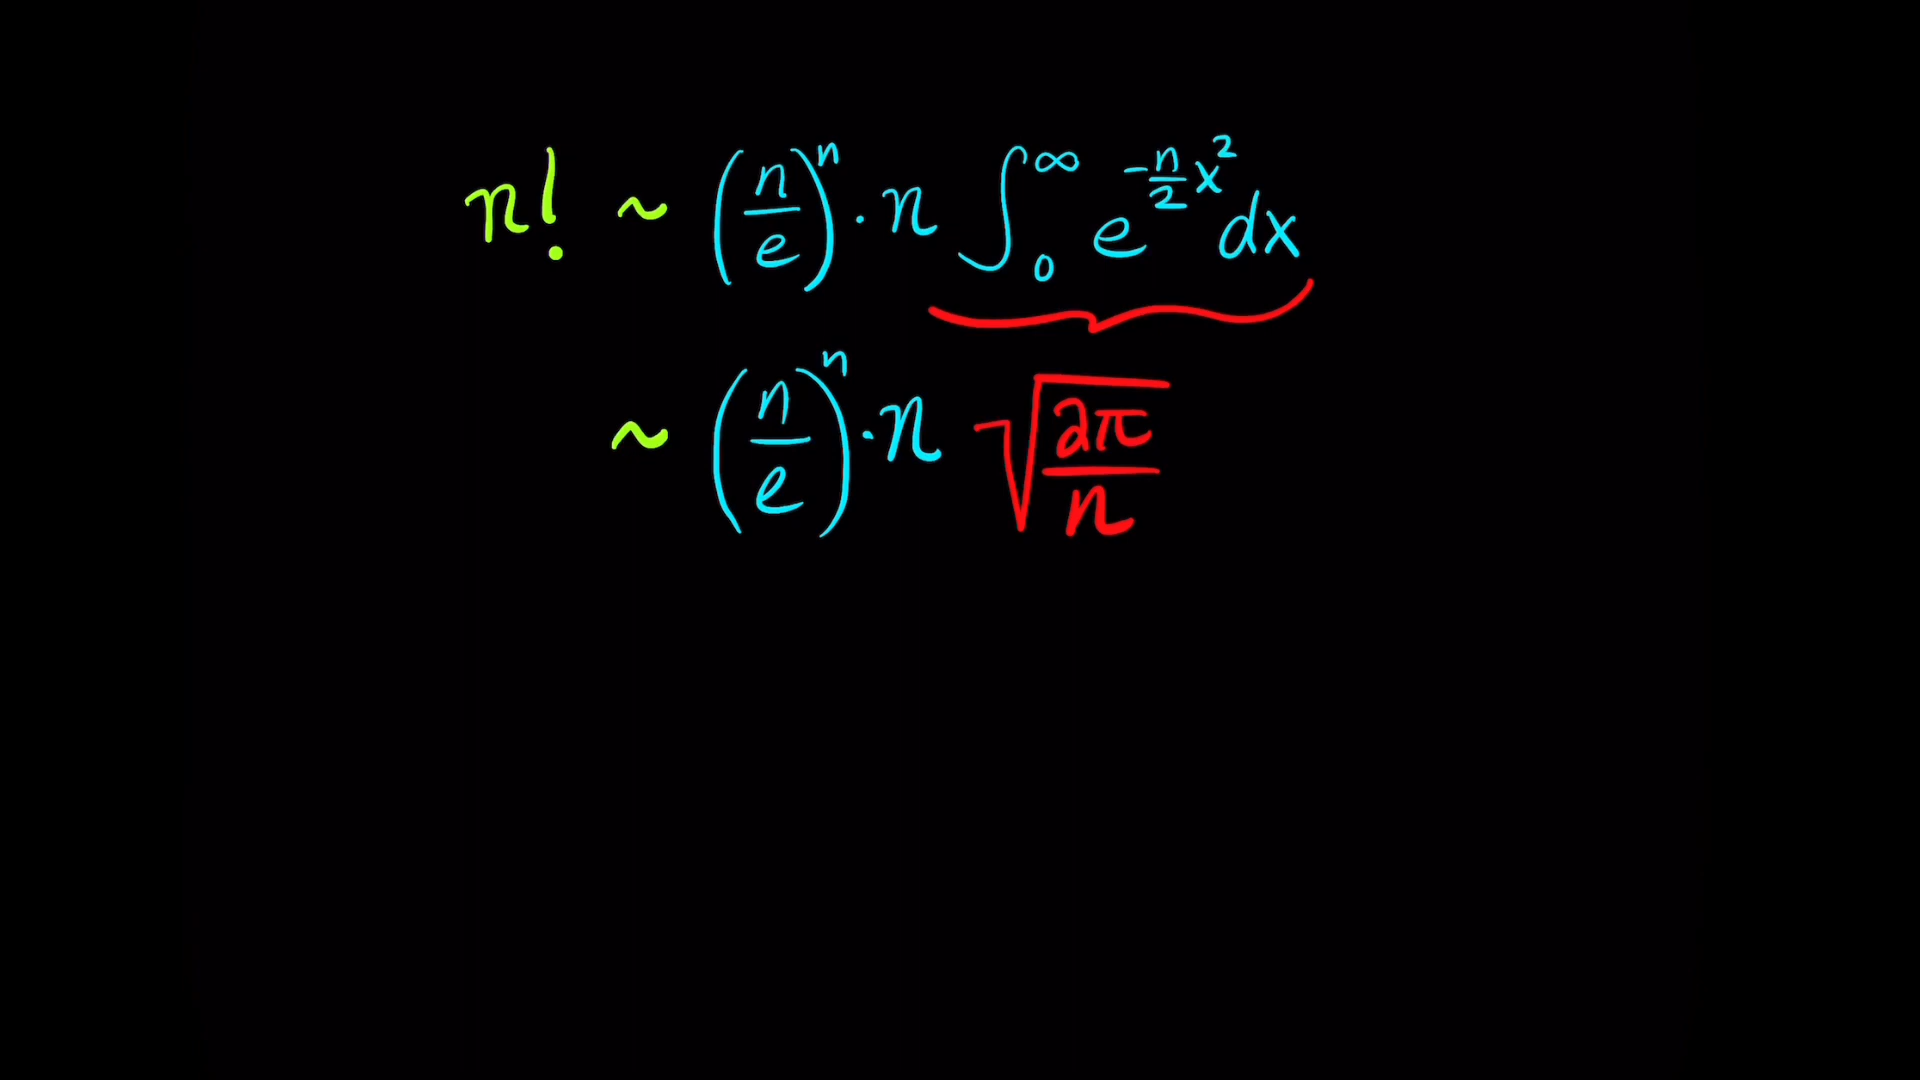 n! ~ (n/e)^n · n ∫_0^∞ e^{-n/2 x^2} dx
~ (n/e)^n · n √(2π/n)